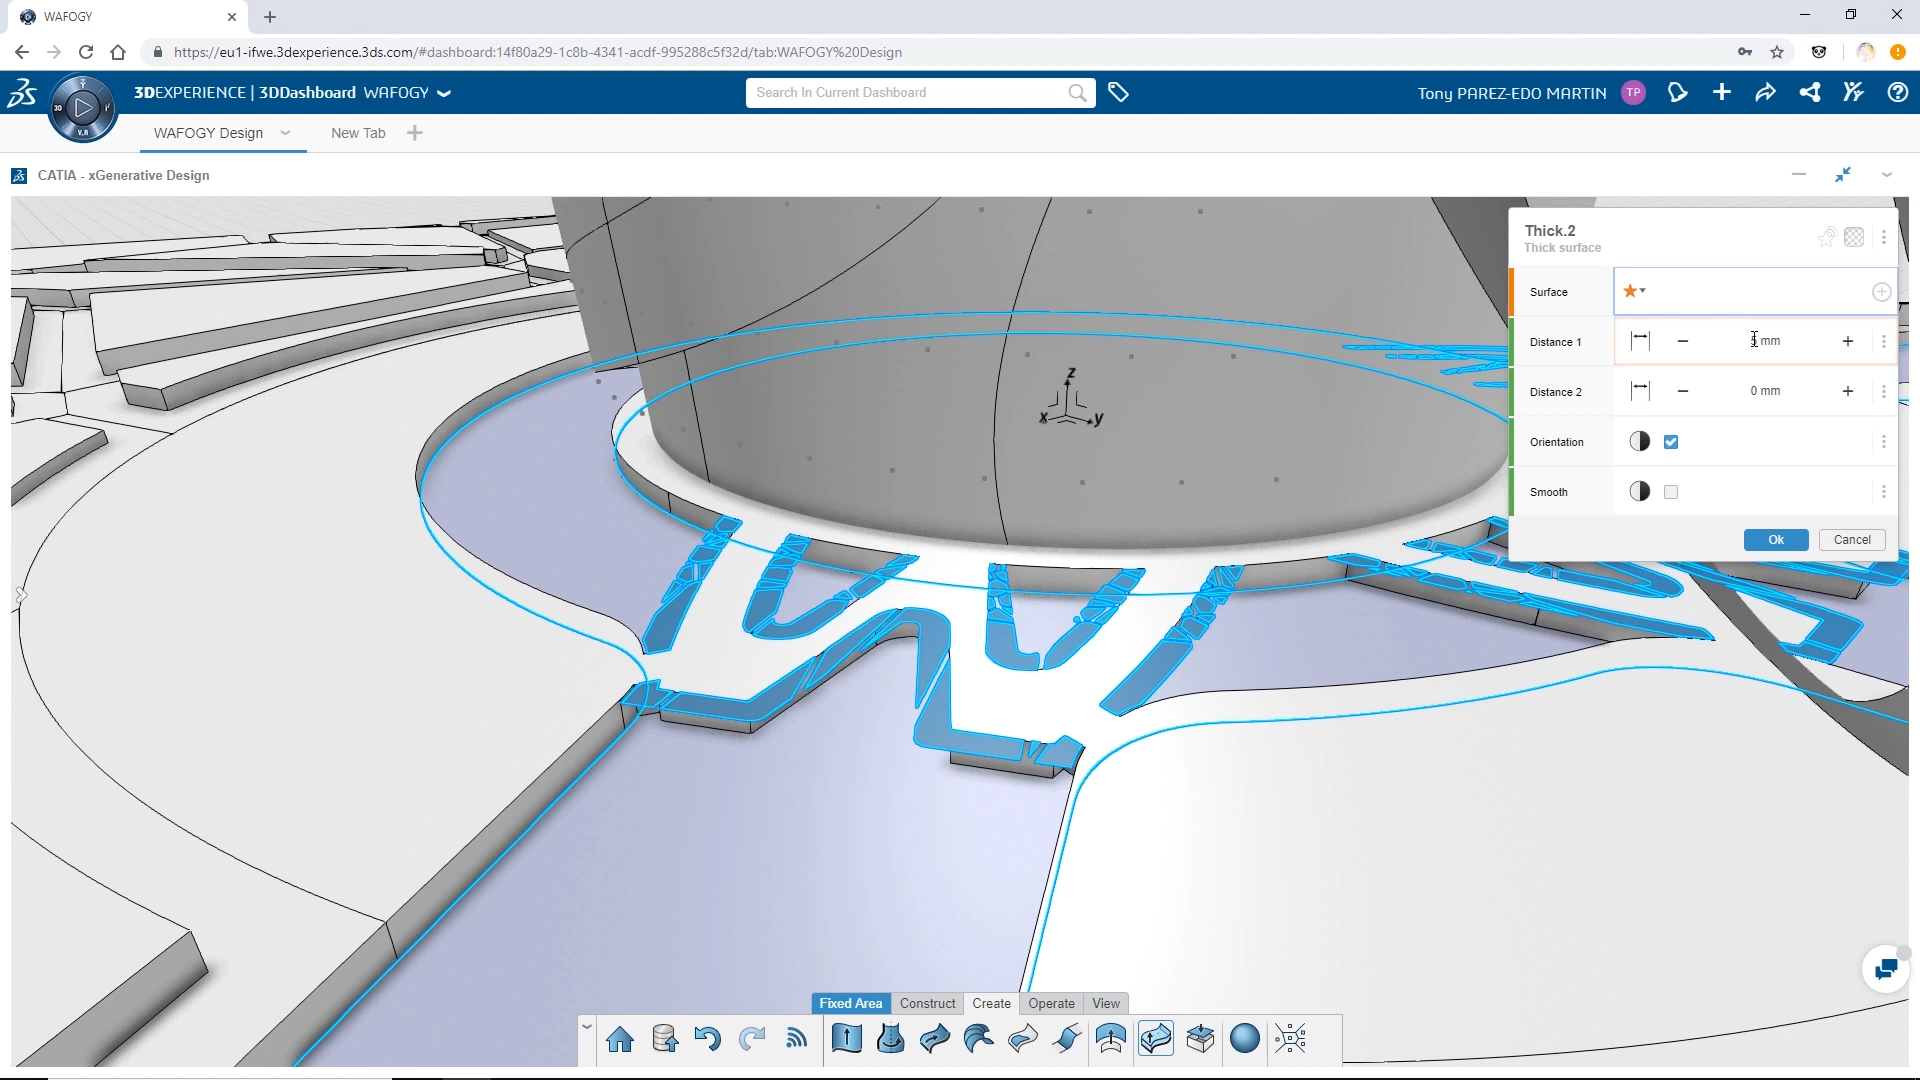 WAFOGY
https://eu1-ifwe.3dexperience.3ds.com/#dashboard:14f80a29-1c8b-4341-acdf-995288c5f32d/tab:WAFOGY%20Design
3DEXPERIENCE | 3DDashboard WAFOGY
Search In Current Dashboard
Tony PAREZ-EDO MARTIN TP
3D
V.R
WAFOGY Design
New Tab
CATIA - xGenerative Design
Thick.2
Thick surface
Surface
Distance 1
mm
Distance 2
0 mm
Orientation
Smooth
Ok Cancel
z
x y
Fixed Area Construct Create Operate View